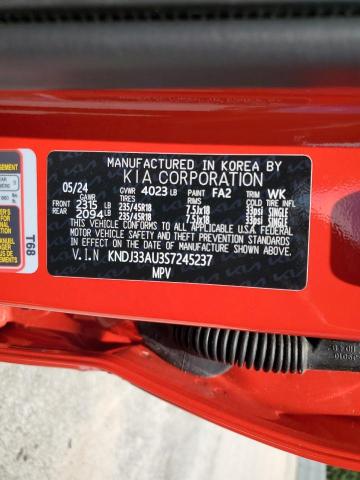 MANUFACTURED IN KOREA BY
KIA CORPORATION
05/24 GVWR 4023 LB PAINT FA2 TRIM WK
TIRES RIMS COLD TIRE INFL
FRONT 2315 LB 235/45R18 7.5Jx18 33psi SINGLE
REAR 2094 LB 235/45R18 7.5Jx18 33psi SINGLE
THIS VEHICLE CONFORMS TO ALL APPLICABLE U.S.A. FEDERAL
MOTOR VEHICLE SAFETY AND THEFT PREVENTION
STANDARDS IN EFFECT ON THE DATE OF MANUFACTURE SHOWN ABOVE.
V.I.N KNDJ33AU3S7245237
MPV
T68